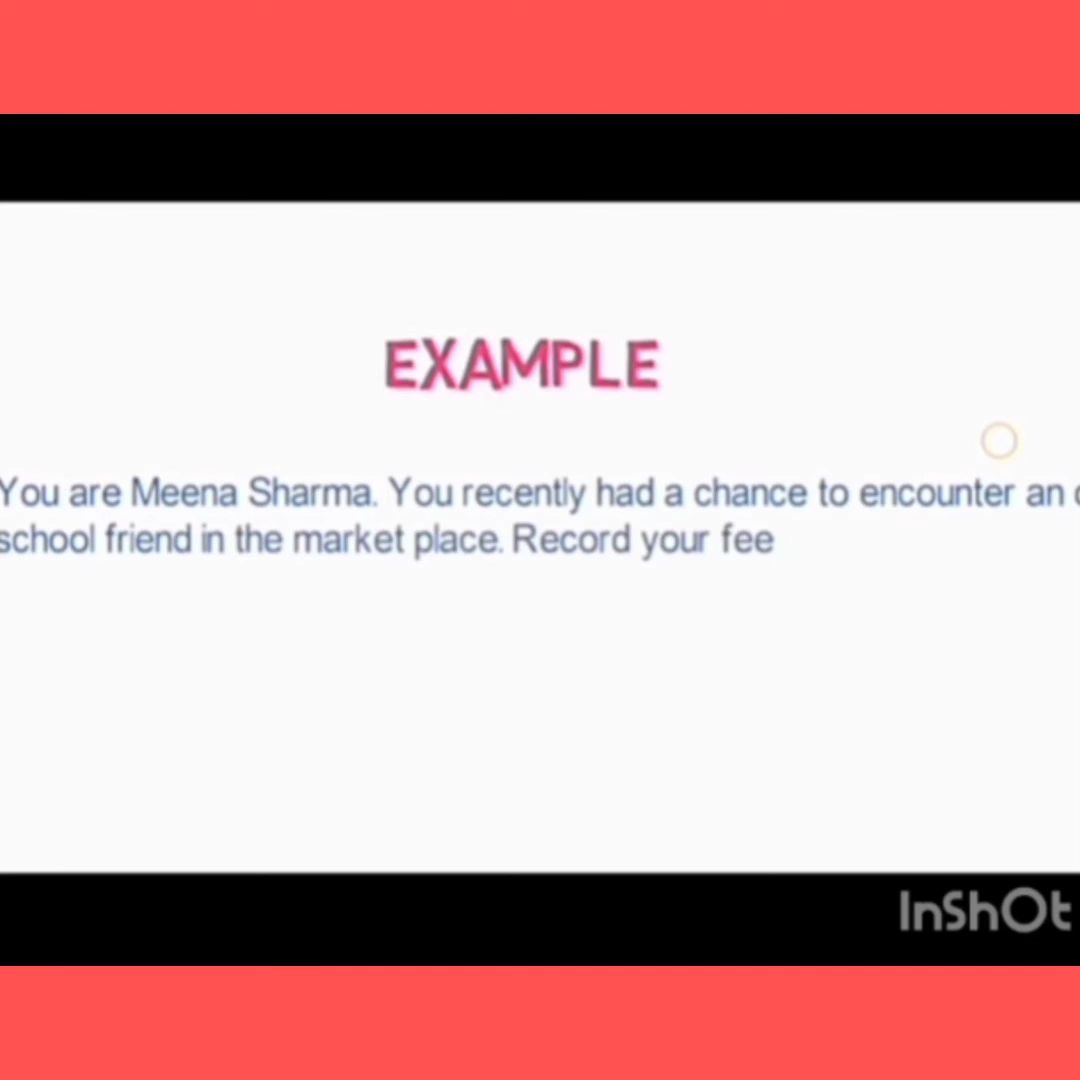 EXAMPLE
You are Meena Sharma. You recently had a chance to encounter an
school friend in the market place. Record your fee
InShOt